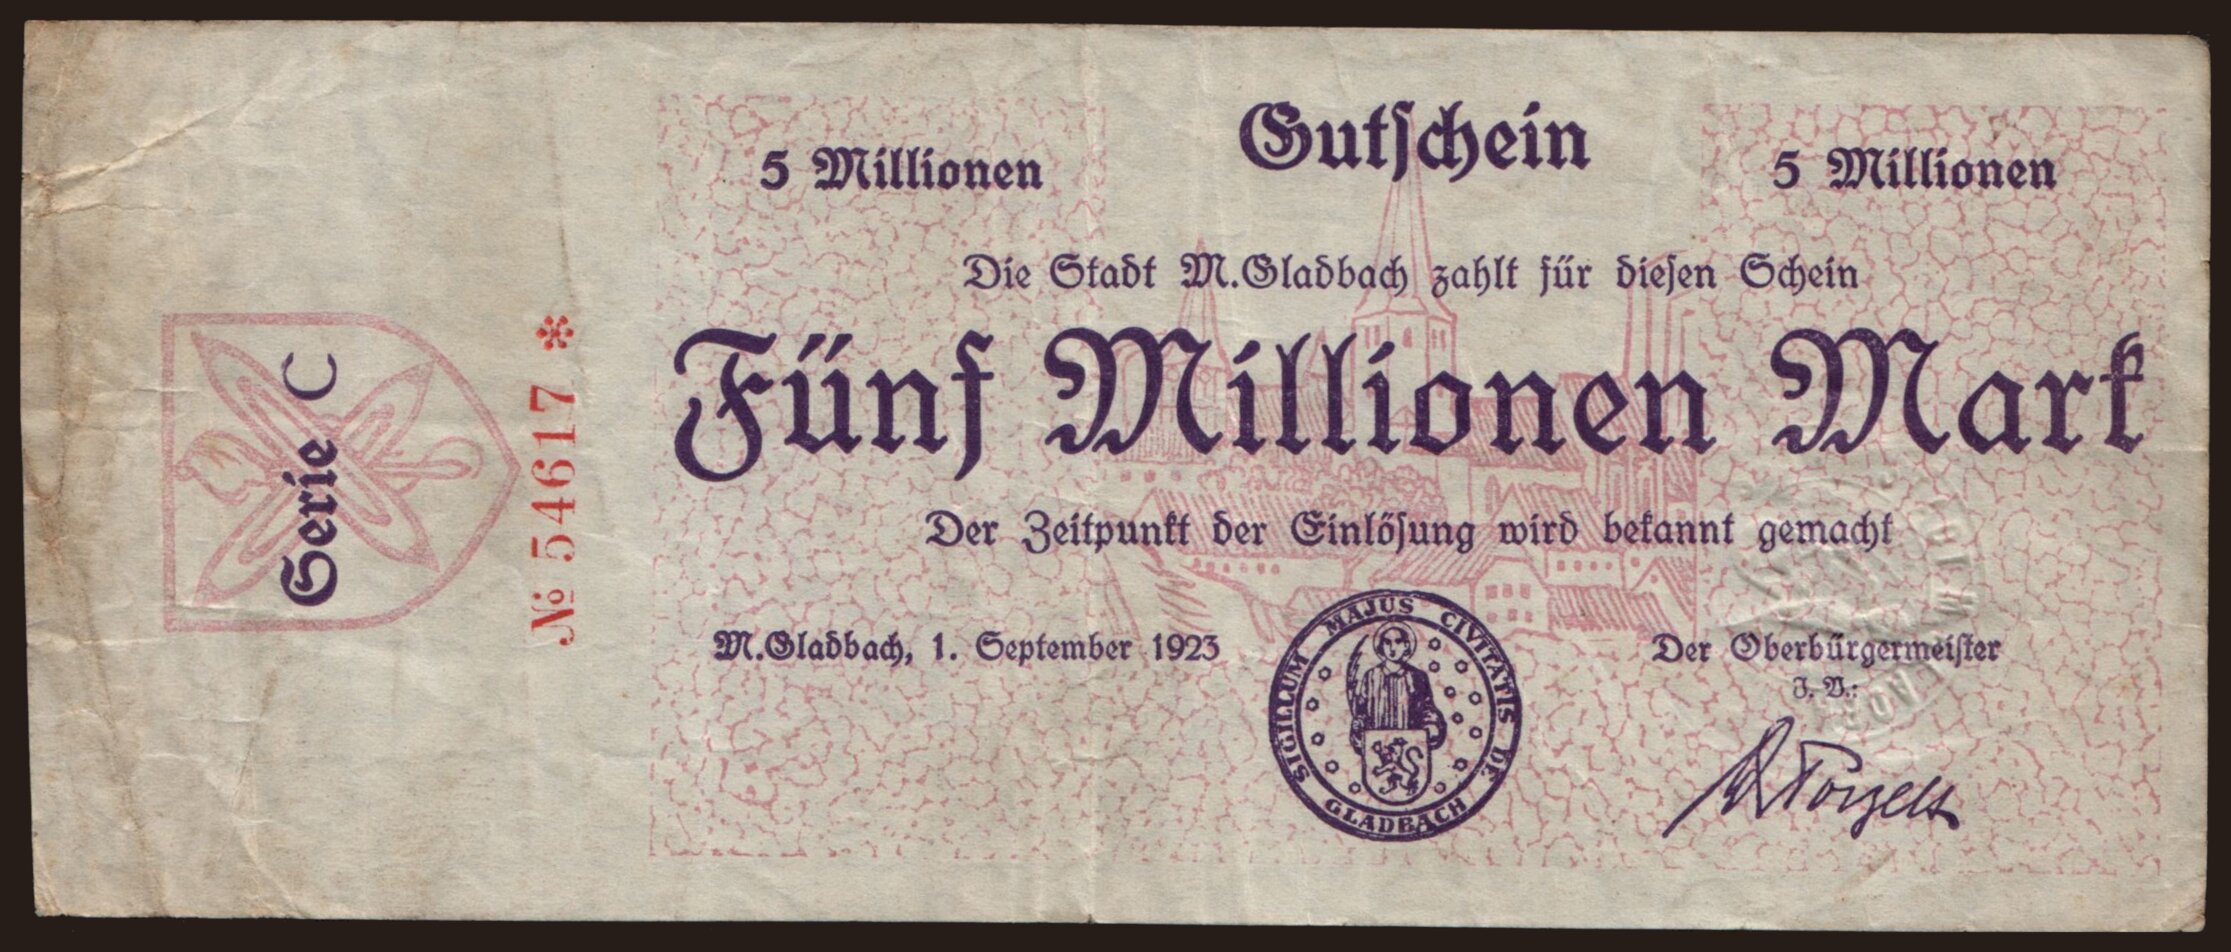 Gutschein
5 Millionen
5 Millionen
Die Stadt M.Gladbach zahlt für diesen Schein
Fünf Millionen Mark
Der Zeitpunkt der Einlösung wird bekannt gemacht
M.Gladbach, 1. September 1923
Der Oberbürgermeister
J. V.:
SIGILLUM MAJUS CIVITATIS DE GLADBACH
Serie C
№ 54617 *